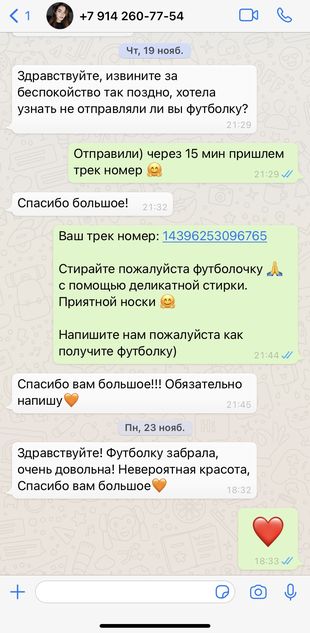 1
+7 914 260-77-54
Чт, 19 нояб.
Здравствуйте, извините за
беспокойство так поздно, хотела
узнать не отправляли ли вы футболку?
21:29
Отправили) через 15 мин пришлем
трек номер 🤗
21:29
Спасибо большое!
21:32
Ваш трек номер: 14396253096765
Стирайте пожалуйста футболочку 🙏
с помощью деликатной стирки.
Приятной носки 🤗
Напишите нам пожалуйста как
получите футболку)
21:44
Спасибо вам большое!!! Обязательно
напишу🧡
21:45
Пн, 23 нояб.
Здравствуйте! Футболку забрала,
очень довольна! Невероятная красота,
Спасибо вам большое🧡
18:32
❤️
18:33